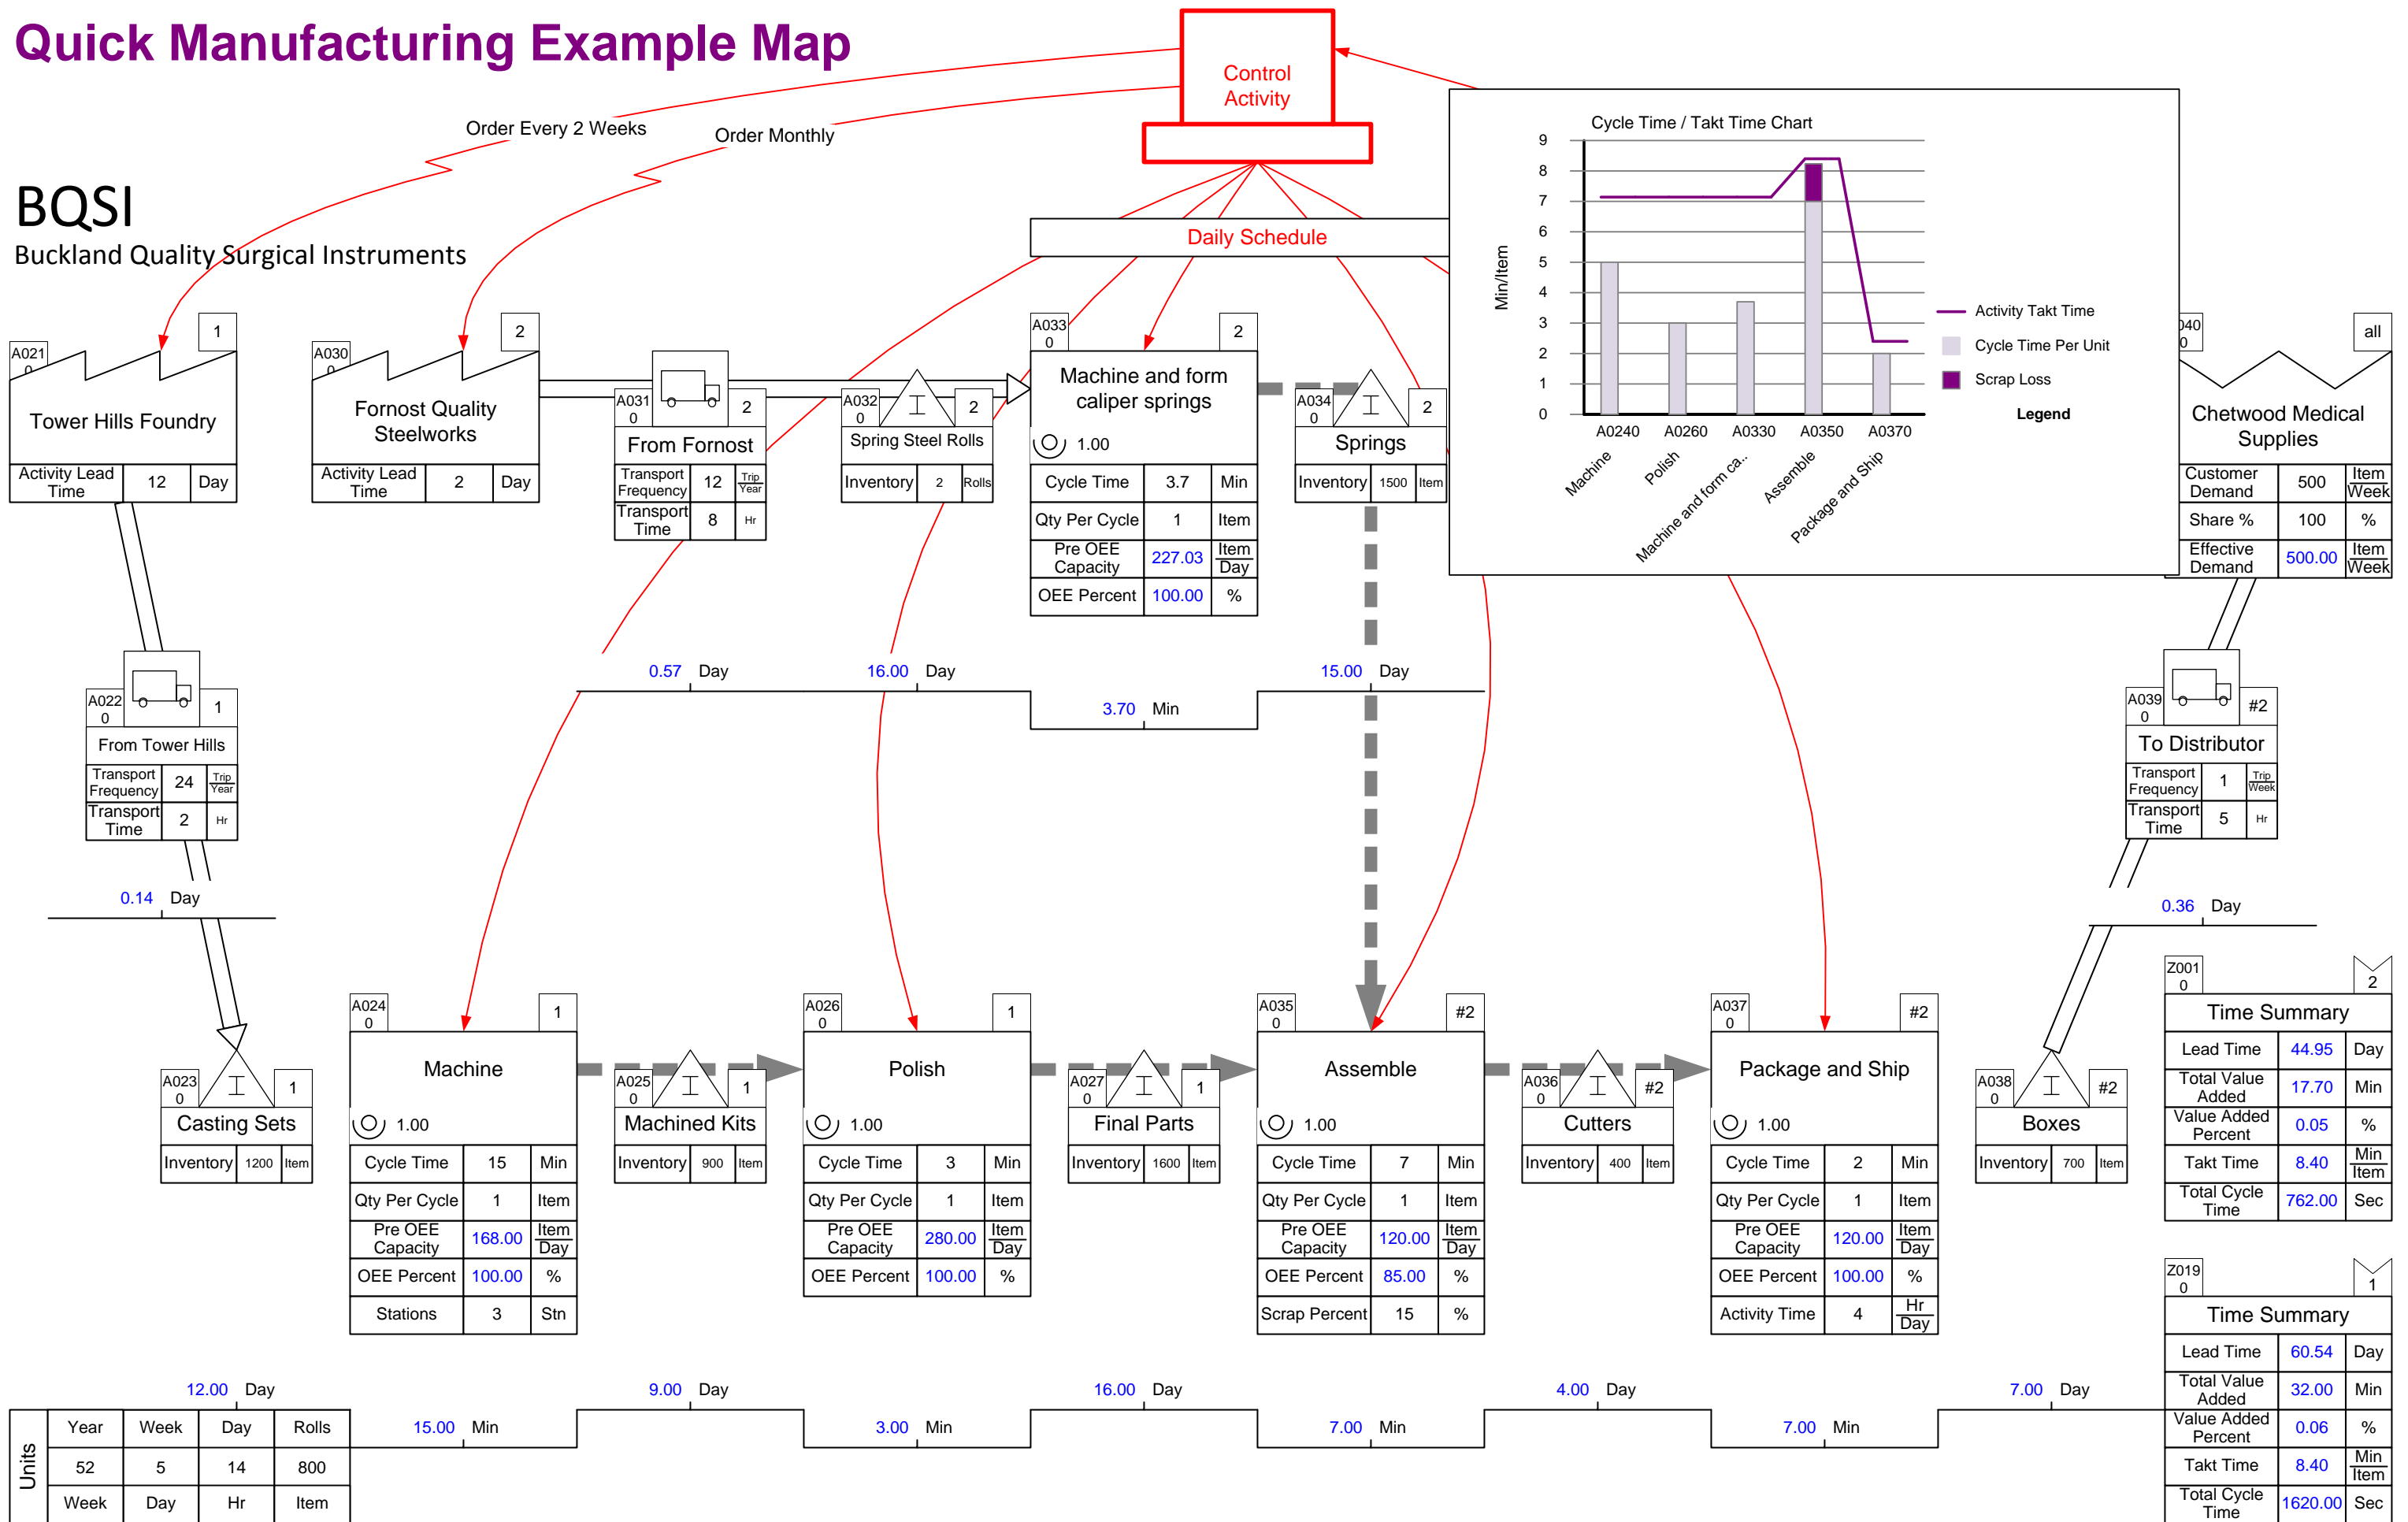 Quick Manufacturing Example Map
Control
Activity
Order Every 2 Weeks
Order Monthly
BQSI
Buckland Quality Surgical Instruments
Daily Schedule
Cycle Time / Takt Time Chart
9
8
7
6
5
4
3
2
1
0
Min/Item
A0240 A0260 A0330 A0350 A0370
Machine
Polish
Machine and form ca..
Assemble
Package and Ship
Activity Takt Time
Cycle Time Per Unit
Scrap Loss
Legend
A021
0
1
Tower Hills Foundry
Activity Lead
Time
12 Day
A030
0
2
Fornost Quality
Steelworks
Activity Lead
Time
2 Day
A031
0
2
From Fornost
Transport
Frequency
12 Trip
Year
Transport
Time
8 Hr
A032
0
I
2
Spring Steel Rolls
Inventory 2 Rolls
A033
0
2
Machine and form
caliper springs
1.00
Cycle Time 3.7 Min
Qty Per Cycle 1 Item
Pre OEE
Capacity
227.03 Item
Day
OEE Percent 100.00 %
A034
0
I
2
Springs
Inventory 1500 Item
040
0
all
Chetwood Medical
Supplies
Customer
Demand
500 Item
Week
Share % 100 %
Effective
Demand
500.00 Item
Week
0.57 Day
16.00 Day
3.70 Min
15.00 Day
A022
0
1
From Tower Hills
Transport
Frequency
24 Trip
Year
Transport
Time
2 Hr
0.14 Day
A039
0
#2
To Distributor
Transport
Frequency
1 Trip
Week
Transport
Time
5 Hr
0.36 Day
A023
0
I
1
Casting Sets
Inventory 1200 Item
A024
0
1
Machine
1.00
Cycle Time 15 Min
Qty Per Cycle 1 Item
Pre OEE
Capacity
168.00 Item
Day
OEE Percent 100.00 %
Stations 3 Stn
A025
0
I
1
Machined Kits
Inventory 900 Item
A026
0
1
Polish
1.00
Cycle Time 3 Min
Qty Per Cycle 1 Item
Pre OEE
Capacity
280.00 Item
Day
OEE Percent 100.00 %
A027
0
I
1
Final Parts
Inventory 1600 Item
A035
0
#2
Assemble
1.00
Cycle Time 7 Min
Qty Per Cycle 1 Item
Pre OEE
Capacity
120.00 Item
Day
OEE Percent 85.00 %
Scrap Percent 15 %
A036
0
I
#2
Cutters
Inventory 400 Item
A037
0
#2
Package and Ship
1.00
Cycle Time 2 Min
Qty Per Cycle 1 Item
Pre OEE
Capacity
120.00 Item
Day
OEE Percent 100.00 %
Activity Time 4 Hr
Day
A038
0
I
#2
Boxes
Inventory 700 Item
Z001
0
2
Time Summary
Lead Time 44.95 Day
Total Value
Added
17.70 Min
Value Added
Percent
0.05 %
Takt Time 8.40 Min
Item
Total Cycle
Time
762.00 Sec
Z019
0
1
Time Summary
Lead Time 60.54 Day
Total Value
Added
32.00 Min
Value Added
Percent
0.06 %
Takt Time 8.40 Min
Item
Total Cycle
Time
1620.00 Sec
12.00 Day
15.00 Min
9.00 Day
3.00 Min
16.00 Day
7.00 Min
4.00 Day
7.00 Min
7.00 Day
Units
Year Week Day Rolls
52 5 14 800
Week Day Hr Item